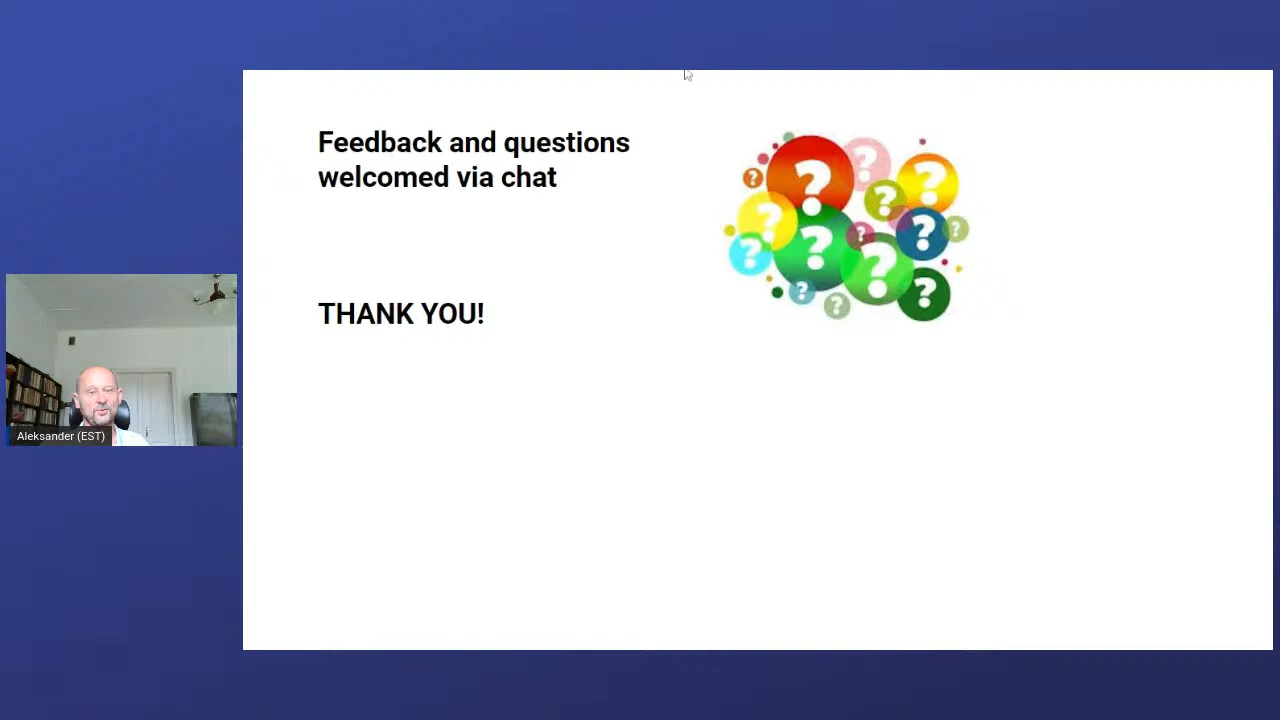 Feedback and questions
welcomed via chat
THANK YOU!
Aleksander (EST)